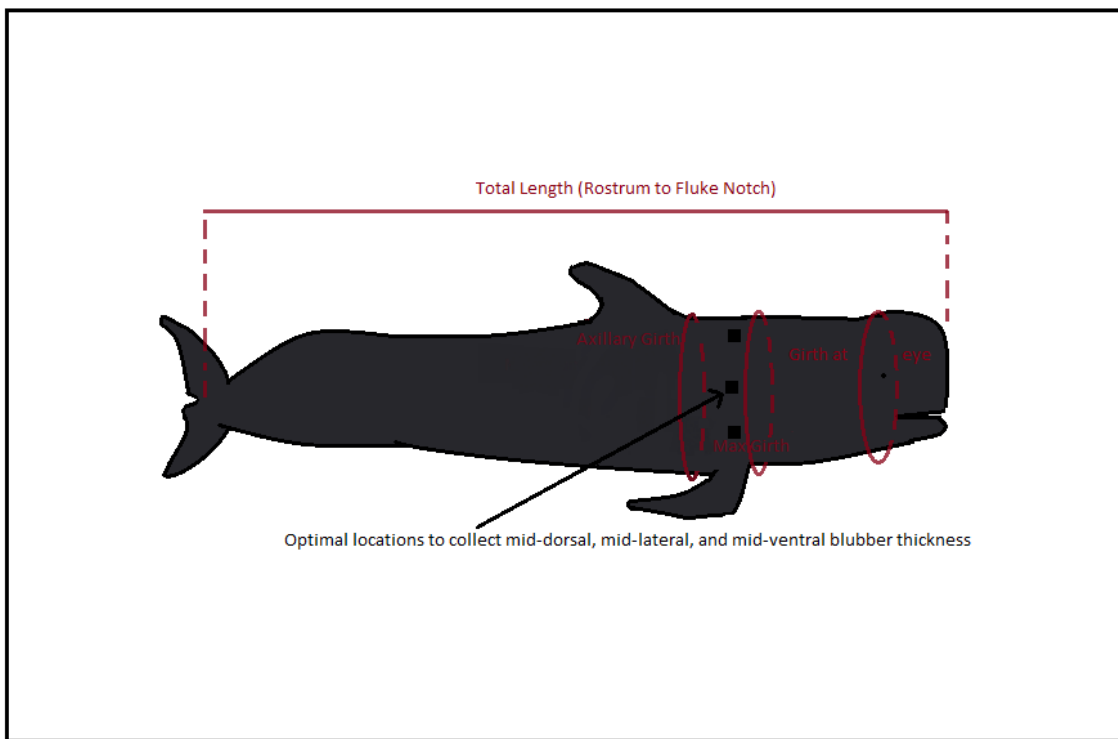 Total Length (Rostrum to Fluke Notch)
Axillary Girth
Girth at eye
Max Girth
Optimal locations to collect mid-dorsal, mid-lateral, and mid-ventral blubber thickness